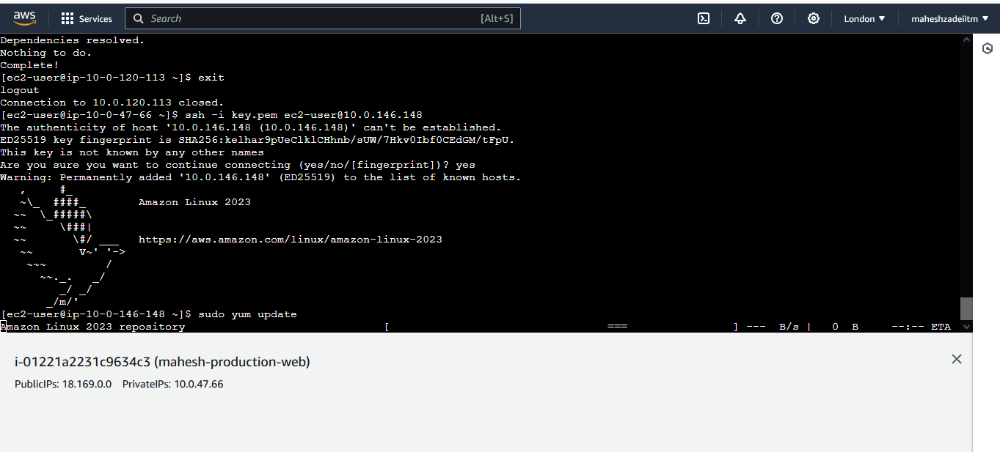 aws
Services
Search [Alt+S]
London ▼
maheshzadeiitm ▼
Dependencies resolved.
Nothing to do.
Complete!
[ec2-user@ip-10-0-120-113 ~]$ exit
logout
Connection to 10.0.120.113 closed.
[ec2-user@ip-10-0-47-66 ~]$ ssh -i key.pem ec2-user@10.0.146.148
The authenticity of host '10.0.146.148 (10.0.146.148)' can't be established.
ED25519 key fingerprint is SHA256:kelhar9pUeClklCHhnb/sUW/7Hkv0Ibf0CEdGM/tFpU.
This key is not known by any other names
Are you sure you want to continue connecting (yes/no/[fingerprint])? yes
Warning: Permanently added '10.0.146.148' (ED25519) to the list of known hosts.
   ,     #_
   ~\_  ####_        Amazon Linux 2023
  ~~  \_#####\
  ~~     \###|
  ~~       \#/ ___   https://aws.amazon.com/linux/amazon-linux-2023
   ~~       V~' '->
    ~~~         /
      ~~._.   _/
         _/ _/
       _/m/'
[ec2-user@ip-10-0-146-148 ~]$ sudo yum update
Amazon Linux 2023 repository                              [                                 ===                ] ---  B/s |   0  B     --:-- ETA
i-01221a2231c9634c3 (mahesh-production-web)
PublicIPs: 18.169.0.0 PrivateIPs: 10.0.47.66